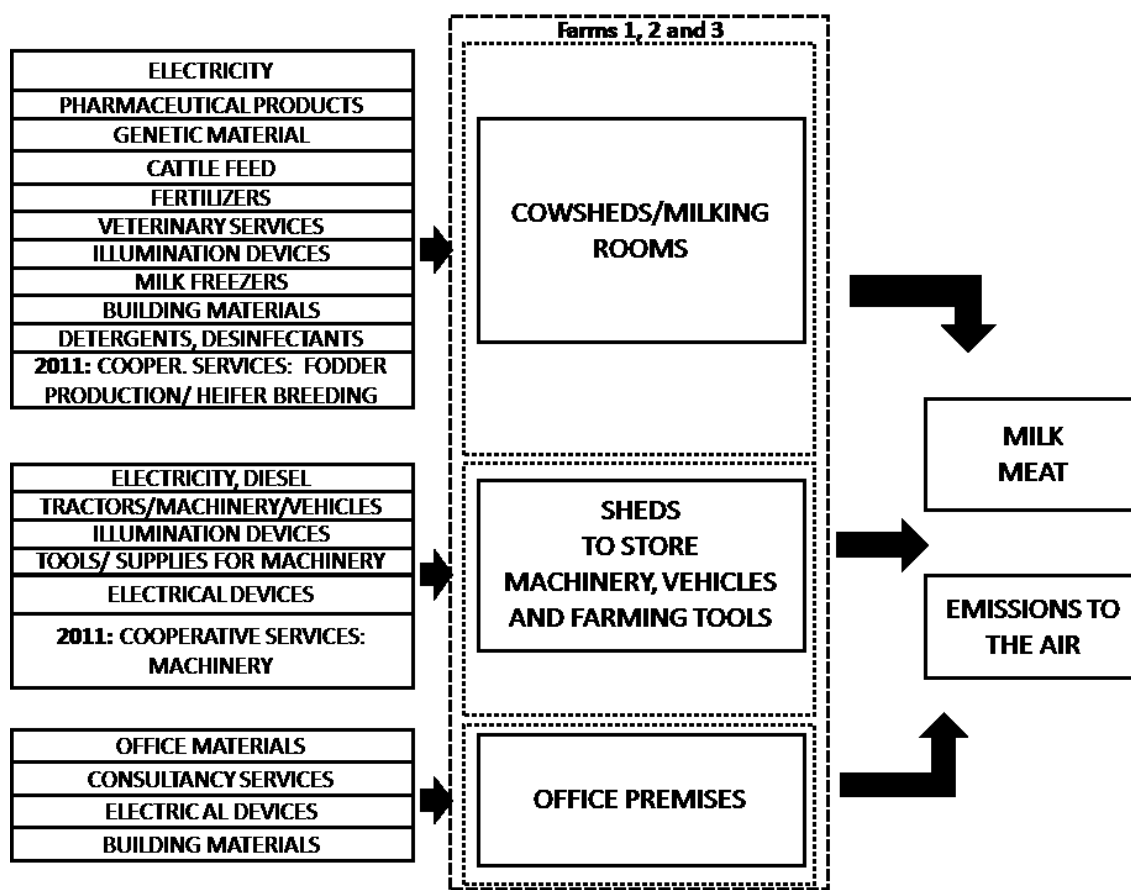 Farms 1, 2 and 3
ELECTRICITY
PHARMACEUTICAL PRODUCTS
GENETIC MATERIAL
CATTLE FEED
FERTILIZERS
VETERINARY SERVICES
ILLUMINATION DEVICES
MILK FREEZERS
BUILDING MATERIALS
DETERGENTS, DESINFECTANTS
2011: COOPER. SERVICES: FODDER
PRODUCTION/ HEIFER BREEDING
COWSHEDS/MILKING
ROOMS
ELECTRICITY, DIESEL
TRACTORS/MACHINERY/VEHICLES
ILLUMINATION DEVICES
TOOLS/ SUPPLIES FOR MACHINERY
ELECTRICAL DEVICES
2011: COOPERATIVE SERVICES:
MACHINERY
SHEDS
TO STORE
MACHINERY, VEHICLES
AND FARMING TOOLS
OFFICE MATERIALS
CONSULTANCY SERVICES
ELECTRIC AL DEVICES
BUILDING MATERIALS
OFFICE PREMISES
MILK
MEAT
EMISSIONS TO
THE AIR